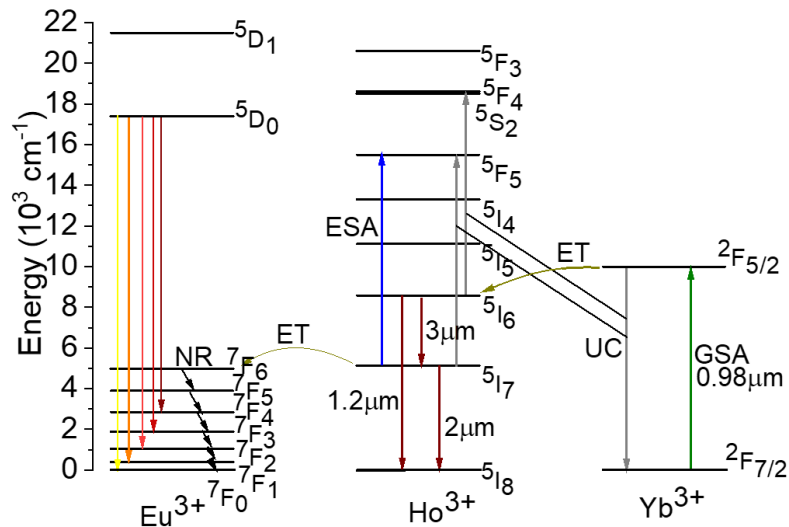 Energy (10³ cm⁻¹)
22
20
18
16
14
12
10
8
6
4
2
0
⁵D₁
⁵D₀
NR
⁷F₆
⁷F₅
⁷F₄
⁷F₃
⁷F₂
⁷F₁
⁷F₀
Eu³⁺
ET
⁵F₃
⁵F₄
⁵S₂
⁵F₅
⁵I₄
⁵I₅
⁵I₆
⁵I₇
⁵I₈
ESA
3μm
1.2μm
2μm
Ho³⁺
ET
UC
²F₅/₂
GSA
0.98μm
²F₇/₂
Yb³⁺